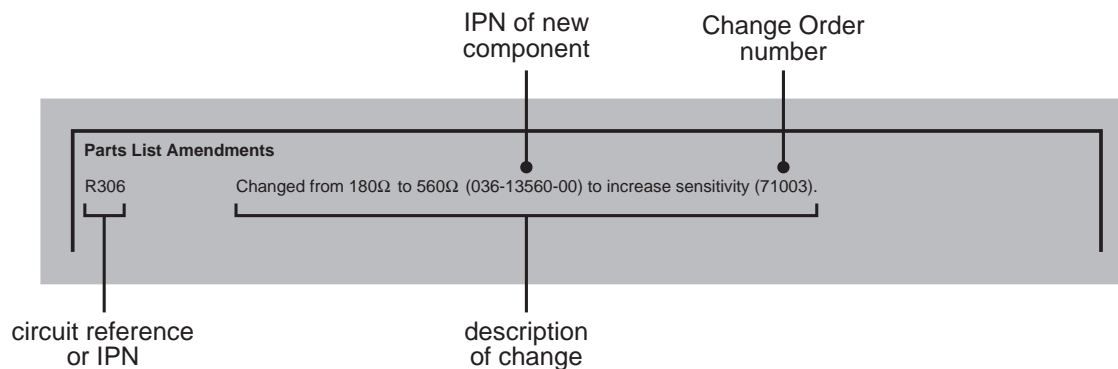 IPN of new
component
Change Order
number
Parts List Amendments
R306 Changed from 180Ω to 560Ω (036-13560-00) to increase sensitivity (71003).
circuit reference
or IPN
description
of change